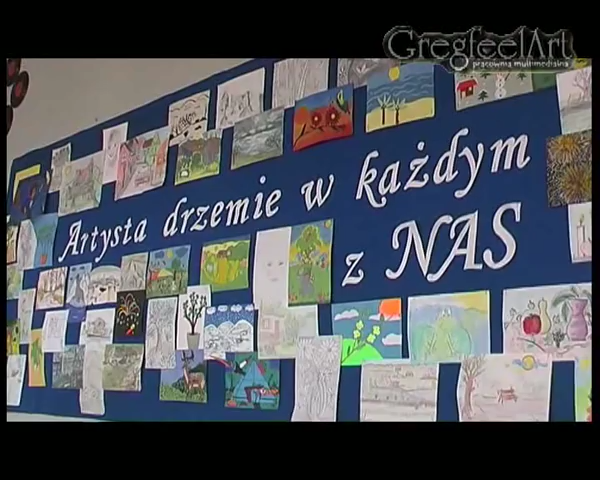 GregfeelArt
pracownia multimedialna
Artysta drzemie w każdym
z NAS